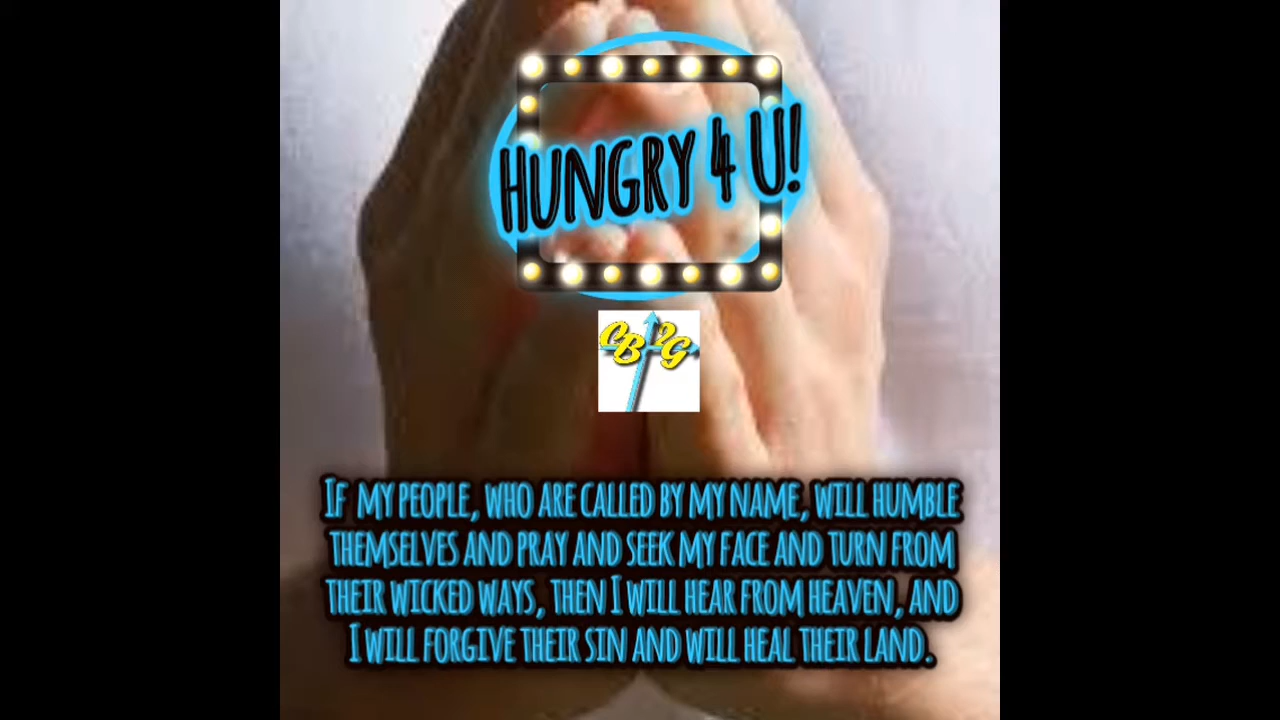 HUNGRY 4 U!
CB 2G
IF MY PEOPLE, WHO ARE CALLED BY MY NAME, WILL HUMBLE
THEMSELVES AND PRAY AND SEEK MY FACE AND TURN FROM
THEIR WICKED WAYS, THEN I WILL HEAR FROM HEAVEN, AND
I WILL FORGIVE THEIR SIN AND WILL HEAL THEIR LAND.